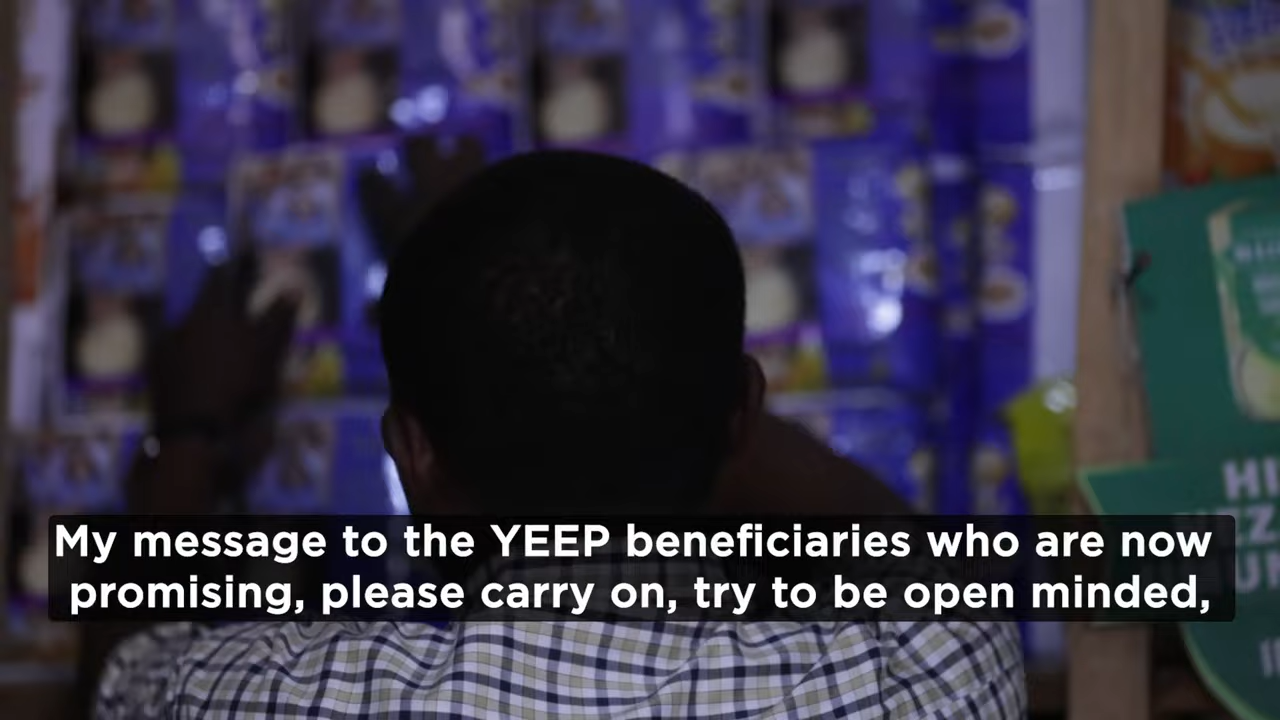 My message to the YEEP beneficiaries who are now
promising, please carry on, try to be open minded,